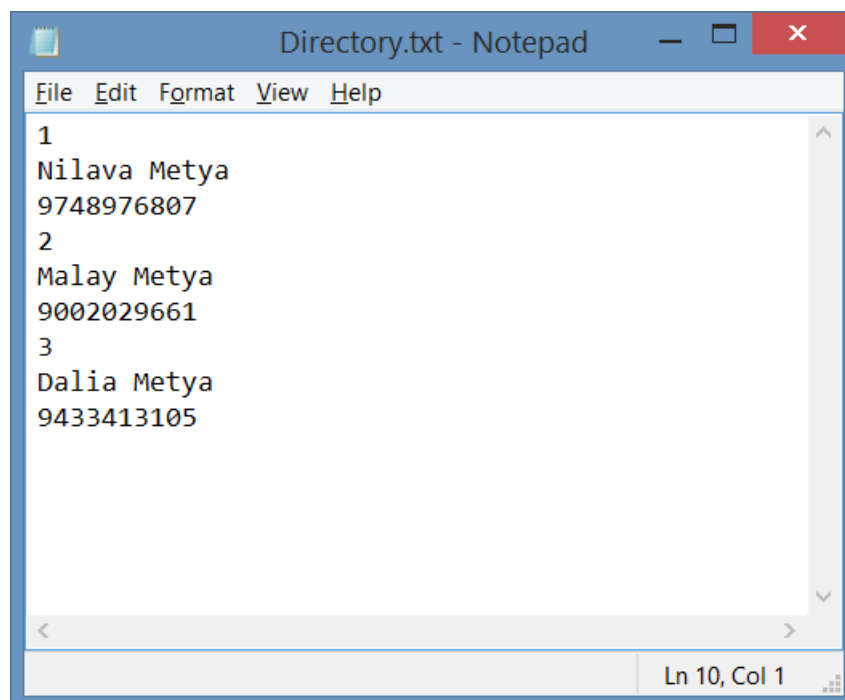 Directory.txt - Notepad
File Edit Format View Help
1
Nilava Metya
9748976807
2
Malay Metya
9002029661
3
Dalia Metya
9433413105
Ln 10, Col 1